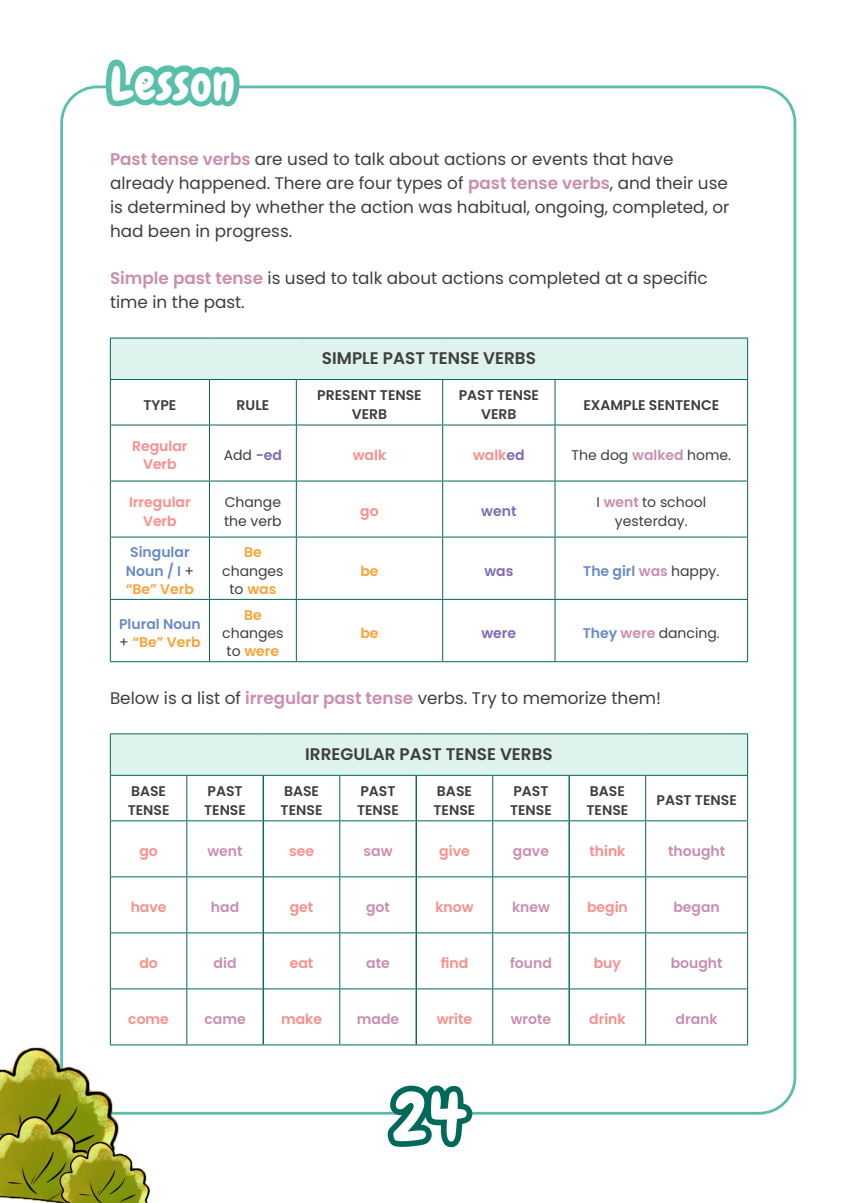 Lesson
Past tense verbs are used to talk about actions or events that have
already happened. There are four types of past tense verbs, and their use
is determined by whether the action was habitual, ongoing, completed, or
had been in progress.
Simple past tense is used to talk about actions completed at a specific
time in the past.
SIMPLE PAST TENSE VERBS
TYPE RULE PRESENT TENSE VERB PAST TENSE VERB EXAMPLE SENTENCE
Regular Verb Add -ed walk walked The dog walked home.
Irregular Verb Change the verb go went I went to school yesterday.
Singular Noun / I + “Be” Verb Be changes to was be was The girl was happy.
Plural Noun + “Be” Verb Be changes to were be were They were dancing.
Below is a list of irregular past tense verbs. Try to memorize them!
IRREGULAR PAST TENSE VERBS
BASE TENSE PAST TENSE BASE TENSE PAST TENSE BASE TENSE PAST TENSE BASE TENSE PAST TENSE
go went see saw give gave think thought
have had get got know knew begin began
do did eat ate find found buy bought
come came make made write wrote drink drank
24